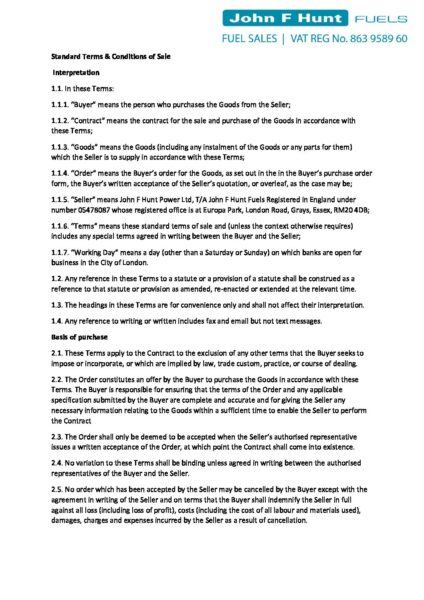 John F Hunt FUELS
FUEL SALES | VAT REG No. 863 9589 60
Standard Terms & Conditions of Sale
Interpretation
1.1. In these Terms:
1.1.1. "Buyer" means the person who purchases the Goods from the Seller;
1.1.2. "Contract" means the contract for the sale and purchase of the Goods in accordance with
these Terms;
1.1.3. "Goods" means the Goods (including any instalment of the Goods or any parts for them)
which the Seller is to supply in accordance with these Terms;
1.1.4. "Order" means the Buyer's order for the Goods, as set out in the in the Buyer's purchase order
form, the Buyer's written acceptance of the Seller's quotation, or overleaf, as the case may be;
1.1.5. "Seller" means John F Hunt Power Ltd, T/A John F Hunt Fuels Registered in England under
number 05478087 whose registered office is at Europa Park, London Road, Grays, Essex, RM20 4DB;
1.1.6. "Terms" means these standard terms of sale and (unless the context otherwise requires)
includes any special terms agreed in writing between the Buyer and the Seller;
1.1.7. "Working Day" means a day (other than a Saturday or Sunday) on which banks are open for
business in the City of London.
1.2. Any reference in these Terms to a statute or a provision of a statute shall be construed as a
reference to that statute or provision as amended, re-enacted or extended at the relevant time.
1.3. The headings in these Terms are for convenience only and shall not affect their interpretation.
1.4. Any reference to writing or written includes fax and email but not text messages.
Basis of purchase
2.1. These Terms apply to the Contract to the exclusion of any other terms that the Buyer seeks to
impose or incorporate, or which are implied by law, trade custom, practice, or course of dealing.
2.2. The Order constitutes an offer by the Buyer to purchase the Goods in accordance with these
Terms. The Buyer is responsible for ensuring that the terms of the Order and any applicable
specification submitted by the Buyer are complete and accurate and for giving the Seller any
necessary information relating to the Goods within a sufficient time to enable the Seller to perform
the Contract
2.3. The Order shall only be deemed to be accepted when the Seller's authorised representative
issues a written acceptance of the Order, at which point the Contract shall come into existence.
2.4. No variation to these Terms shall be binding unless agreed in writing between the authorised
representatives of the Buyer and the Seller.
2.5. No order which has been accepted by the Seller may be cancelled by the Buyer except with the
agreement in writing of the Seller and on terms that the Buyer shall indemnify the Seller in full
against all loss (including loss of profit), costs (including the cost of all labour and materials used),
damages, charges and expenses incurred by the Seller as a result of cancellation.